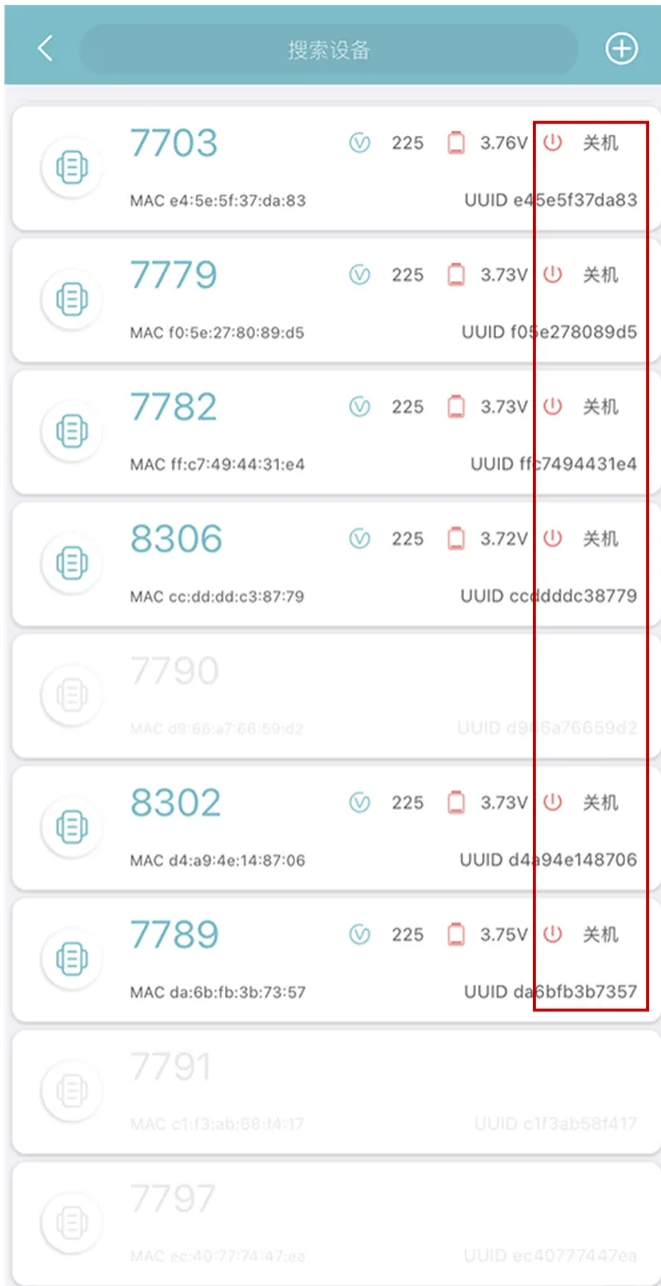 搜索设备
7703 225 3.76V 关机
MAC e4:5e:5f:37:da:83 UUID e45e5f37da83
7779 225 3.73V 关机
MAC f0:5e:27:80:89:d5 UUID f05e278089d5
7782 225 3.73V 关机
MAC ff:c7:49:44:31:e4 UUID ffc7494431e4
8306 225 3.72V 关机
MAC cc:dd:dd:c3:87:79 UUID ccddddc38779
7790
MAC d9:66:a7:66:59:d2 UUID d966a76659d2
8302 225 3.73V 关机
MAC d4:a9:4e:14:87:06 UUID d4a94e148706
7789 225 3.75V 关机
MAC da:6b:fb:3b:73:57 UUID da6bfb3b7357
7791
MAC c1:f3:ab:58:f4:17 UUID c1f3ab58f417
7797
MAC ec:40:77:74:47:ea UUID ec40777447ea